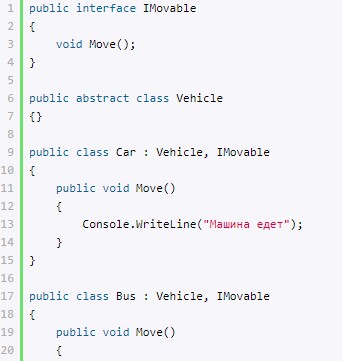 1 public interface IMovable
2 {
3     void Move();
4 }
5
6 public abstract class Vehicle
7 {}
8
9 public class Car : Vehicle, IMovable
10 {
11     public void Move()
12     {
13         Console.WriteLine("Машина едет");
14     }
15 }
16
17 public class Bus : Vehicle, IMovable
18 {
19     public void Move()
20     {